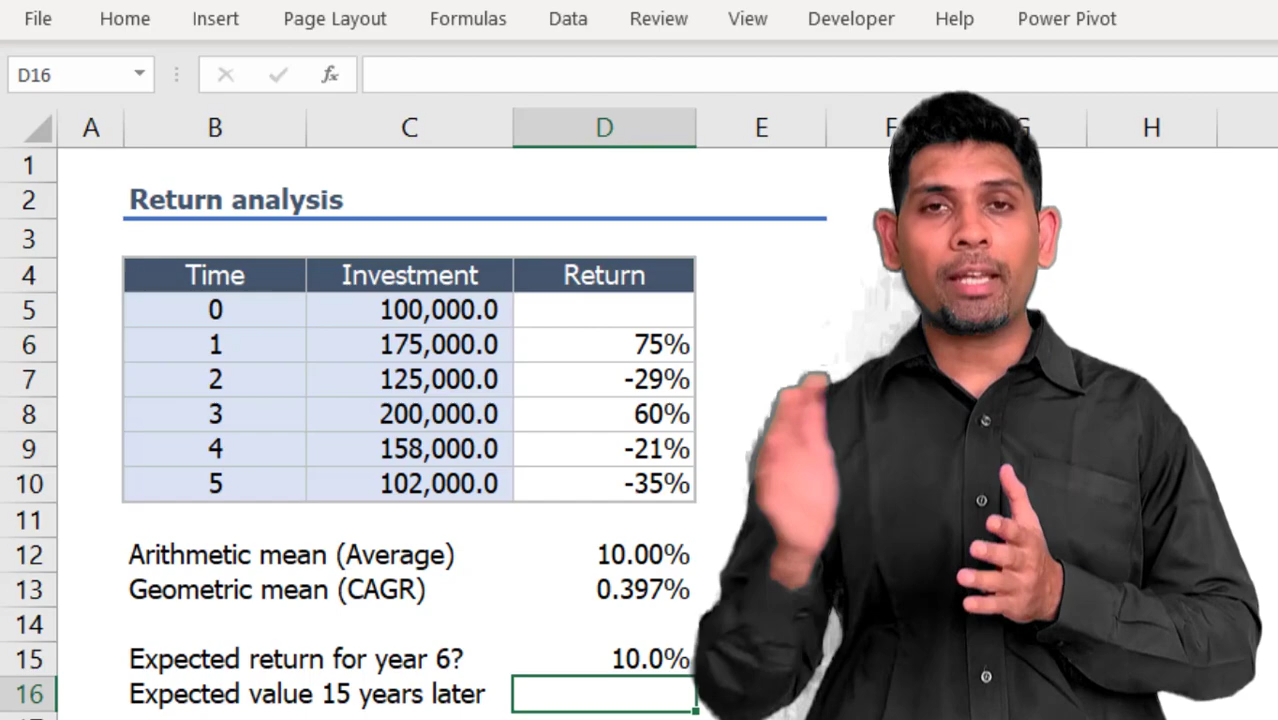 File Home Insert Page Layout Formulas Data Review View Developer Help Power Pivot
D16 fx
A B C D E F G H
1
2 Return analysis
3
4 Time Investment Return
5 0 100,000.0
6 1 175,000.0 75%
7 2 125,000.0 -29%
8 3 200,000.0 60%
9 4 158,000.0 -21%
10 5 102,000.0 -35%
11
12 Arithmetic mean (Average) 10.00%
13 Geometric mean (CAGR) 0.397%
14
15 Expected return for year 6? 10.0%
16 Expected value 15 years later